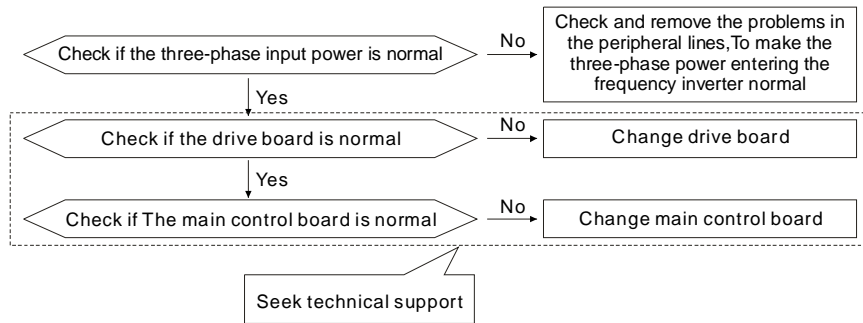 Check if the three-phase input power is normal
No
Check and remove the problems in
the peripheral lines,To make the
three-phase power entering the
frequency inverter normal
Yes
Check if the drive board is normal
No
Change drive board
Yes
Check if The main control board is normal
No
Change main control board
Seek technical support